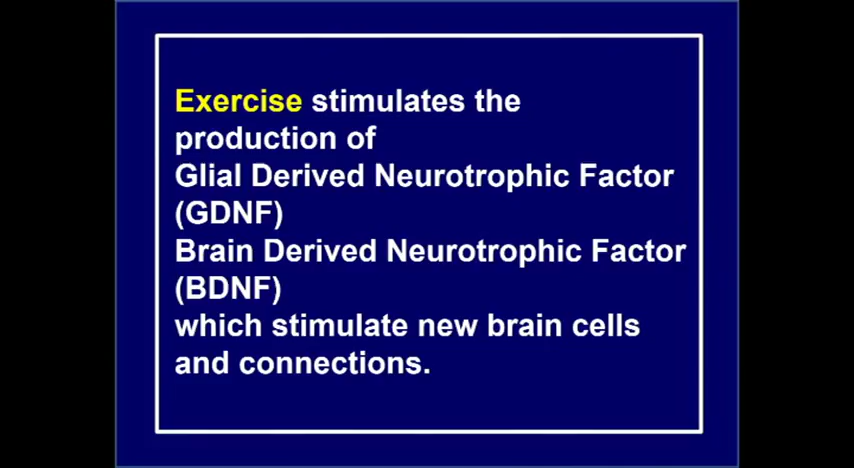 Exercise stimulates the
production of
Glial Derived Neurotrophic Factor
(GDNF)
Brain Derived Neurotrophic Factor
(BDNF)
which stimulate new brain cells
and connections.